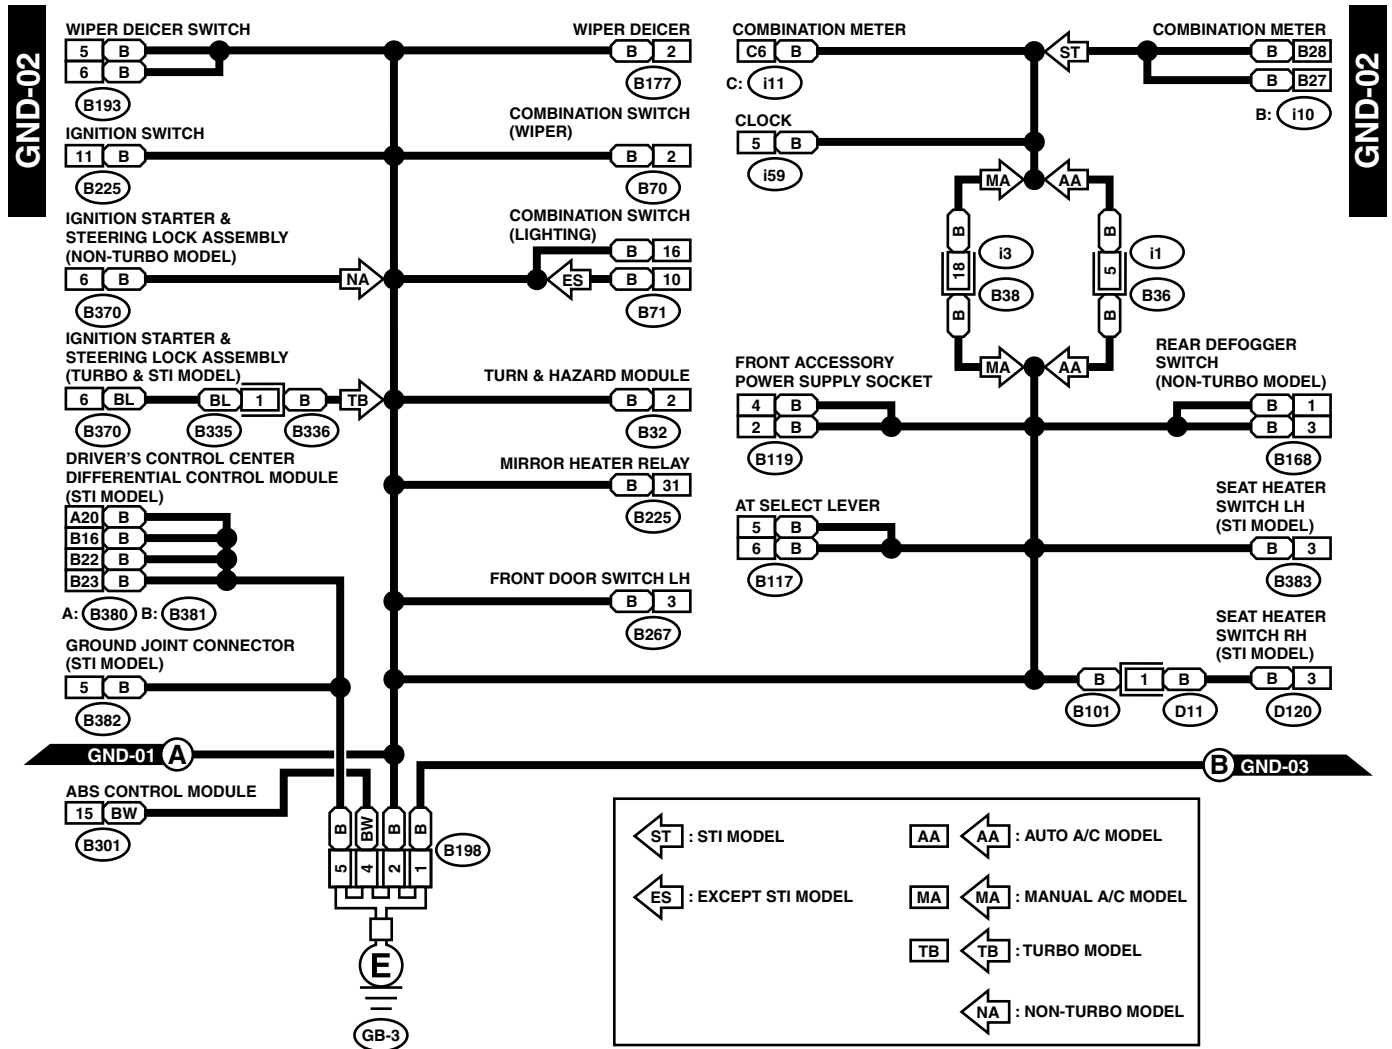 GND-02
WIPER DEICER SWITCH
5 B
6 B
B193
IGNITION SWITCH
11 B
B225
IGNITION STARTER &
STEERING LOCK ASSEMBLY
(NON-TURBO MODEL)
6 B
NA
B370
IGNITION STARTER &
STEERING LOCK ASSEMBLY
(TURBO & STI MODEL)
6 BL
BL 1 B
TB
B370
B335
B336
DRIVER'S CONTROL CENTER
DIFFERENTIAL CONTROL MODULE
(STI MODEL)
A20 B
B16 B
B22 B
B23 B
A: B380 B: B381
GROUND JOINT CONNECTOR
(STI MODEL)
5 B
B382
GND-01 A
ABS CONTROL MODULE
15 BW
B301
WIPER DEICER
B 2
B177
COMBINATION SWITCH
(WIPER)
B 2
B70
COMBINATION SWITCH
(LIGHTING)
B 16
ES
B 10
B71
TURN & HAZARD MODULE
B 2
B32
MIRROR HEATER RELAY
B 31
B225
FRONT DOOR SWITCH LH
B 3
B267
B BW B B
5 4 2 1
B198
E
GB-3
COMBINATION METER
C6 B
C: i11
CLOCK
5 B
i59
ST
COMBINATION METER
B B28
B B27
B: i10
MA
AA
B
B
18
i3
5
i1
B38
B36
B
B
MA
AA
FRONT ACCESSORY
POWER SUPPLY SOCKET
4 B
2 B
B119
REAR DEFOGGER
SWITCH
(NON-TURBO MODEL)
B 1
B 3
B168
AT SELECT LEVER
5 B
6 B
B117
SEAT HEATER
SWITCH LH
(STI MODEL)
B 3
B383
SEAT HEATER
SWITCH RH
(STI MODEL)
B 1 B
B 3
B101
D11
D120
B GND-03
ST : STI MODEL
ES : EXCEPT STI MODEL
AA AA : AUTO A/C MODEL
MA MA : MANUAL A/C MODEL
TB TB : TURBO MODEL
NA : NON-TURBO MODEL
GND-02